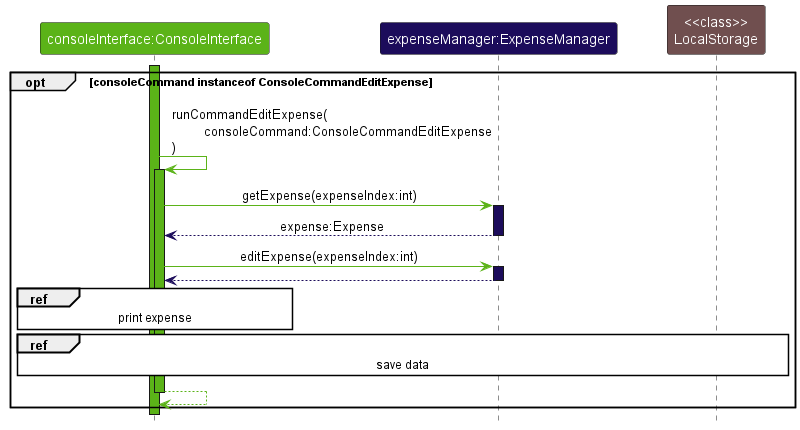 <<class>>
consoleInterface:ConsoleInterface
expenseManager:ExpenseManager
LocalStorage
opt
[consoleCommand instanceof ConsoleCommandEditExpense]
runCommandEditExpense(
consoleCommand:ConsoleCommandEditExpense
)
getExpense(expenseIndex:int)
expense:Expense
editExpense(expenseIndex:int)
ref
print expense
ref
save data